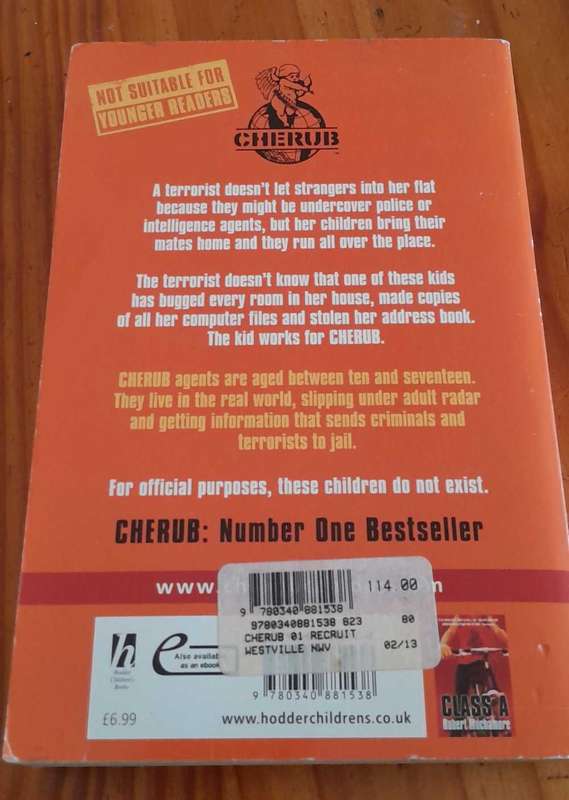 NOT SUITABLE FOR
YOUNGER READERS
CHERUB
A terrorist doesn't let strangers into her flat
because they might be undercover police or
intelligence agents, but her children bring their
mates home and they run all over the place.
The terrorist doesn't know that one of these kids
has bugged every room in her house, made copies
of all her computer files and stolen her address book.
The kid works for CHERUB.
CHERUB agents are aged between ten and seventeen.
They live in the real world, slipping under adult radar
and getting information that sends criminals and
terrorists to jail.
For official purposes, these children do not exist.
CHERUB: Number One Bestseller
www.
114.00
9 780340 881538
9780340881538 823 80
CHERUB 01 RECRUIT
WESTVILLE NWV 02/13
h
Hodder
Children's
Books
e
Also available
as an ebook
9 780340 881538
£6.99
www.hodderchildrens.co.uk
CLASS A
Robert Muchamore